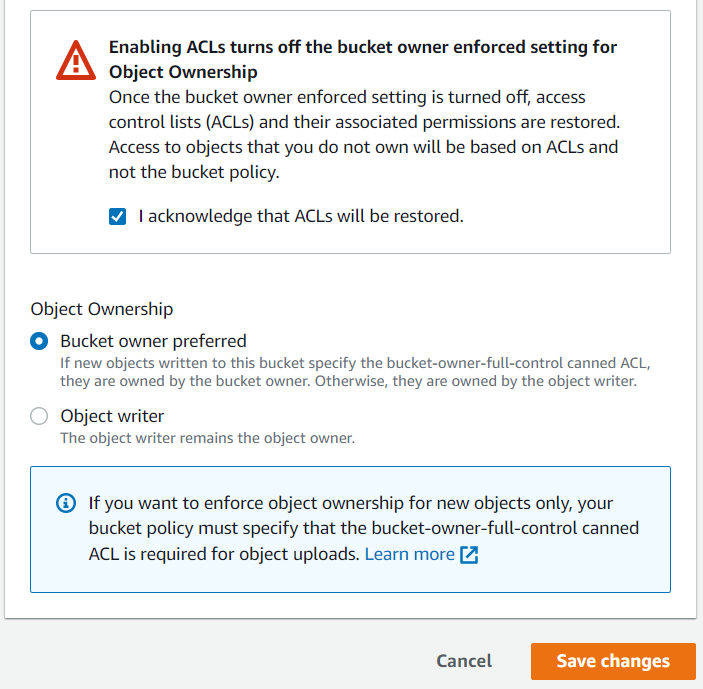 Enabling ACLs turns off the bucket owner enforced setting for
Object Ownership
Once the bucket owner enforced setting is turned off, access
control lists (ACLs) and their associated permissions are restored.
Access to objects that you do not own will be based on ACLs and
not the bucket policy.
I acknowledge that ACLs will be restored.
Object Ownership
Bucket owner preferred
If new objects written to this bucket specify the bucket-owner-full-control canned ACL,
they are owned by the bucket owner. Otherwise, they are owned by the object writer.
Object writer
The object writer remains the object owner.
If you want to enforce object ownership for new objects only, your
bucket policy must specify that the bucket-owner-full-control canned
ACL is required for object uploads. Learn more
Cancel
Save changes